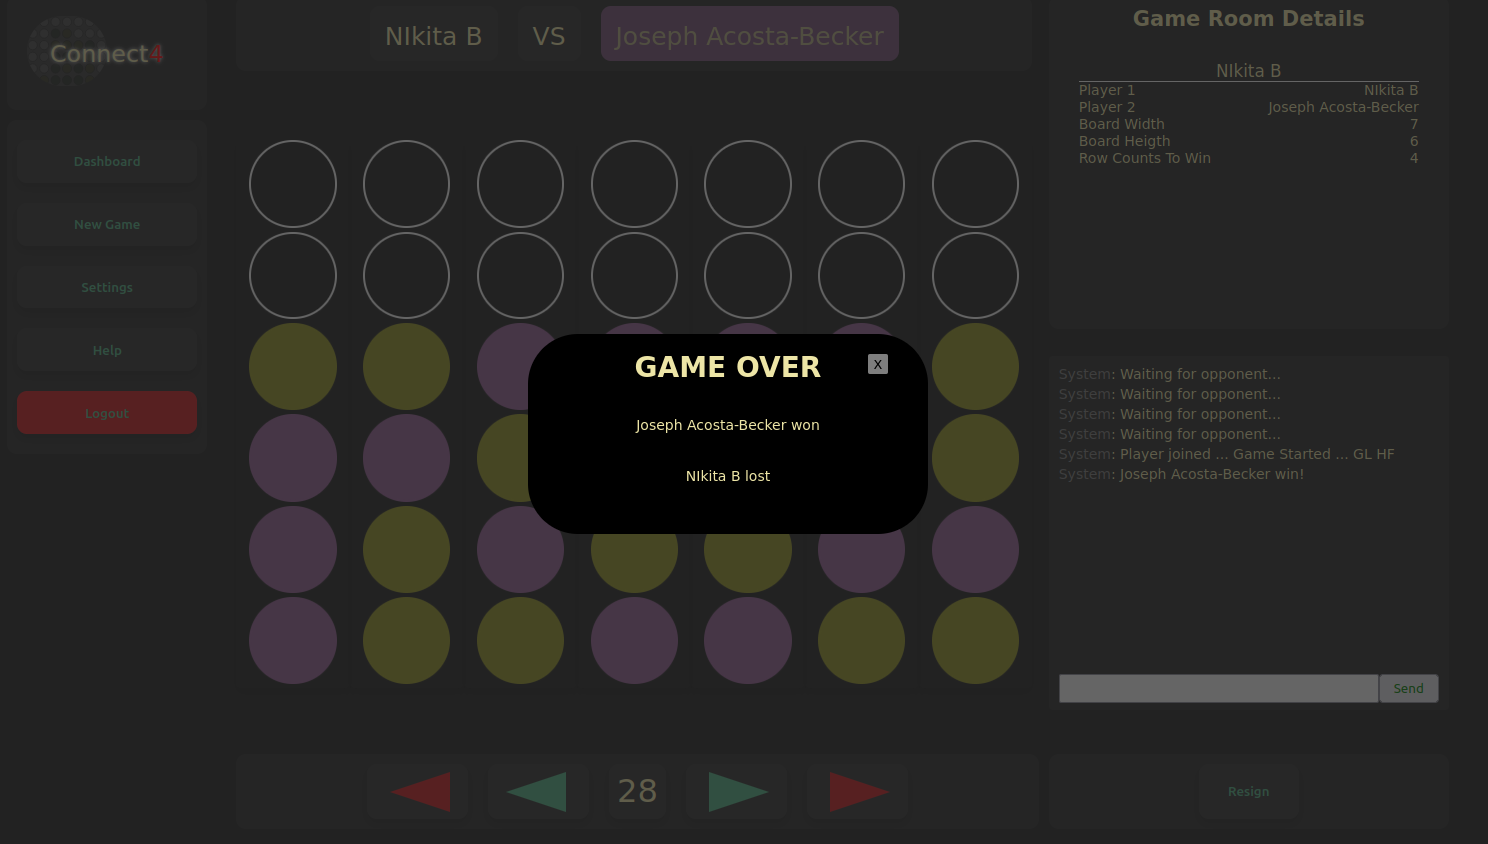 Connect4
Dashboard
New Game
Settings
Help
Logout
NIkita B
VS
Joseph Acosta-Becker
GAME OVER
X
Joseph Acosta-Becker won
NIkita B lost
28
Game Room Details
NIkita B
Player 1 NIkita B
Player 2 Joseph Acosta-Becker
Board Width 7
Board Heigth 6
Row Counts To Win 4
System: Waiting for opponent...
System: Waiting for opponent...
System: Waiting for opponent...
System: Waiting for opponent...
System: Player joined ... Game Started ... GL HF
System: Joseph Acosta-Becker win!
Send
Resign